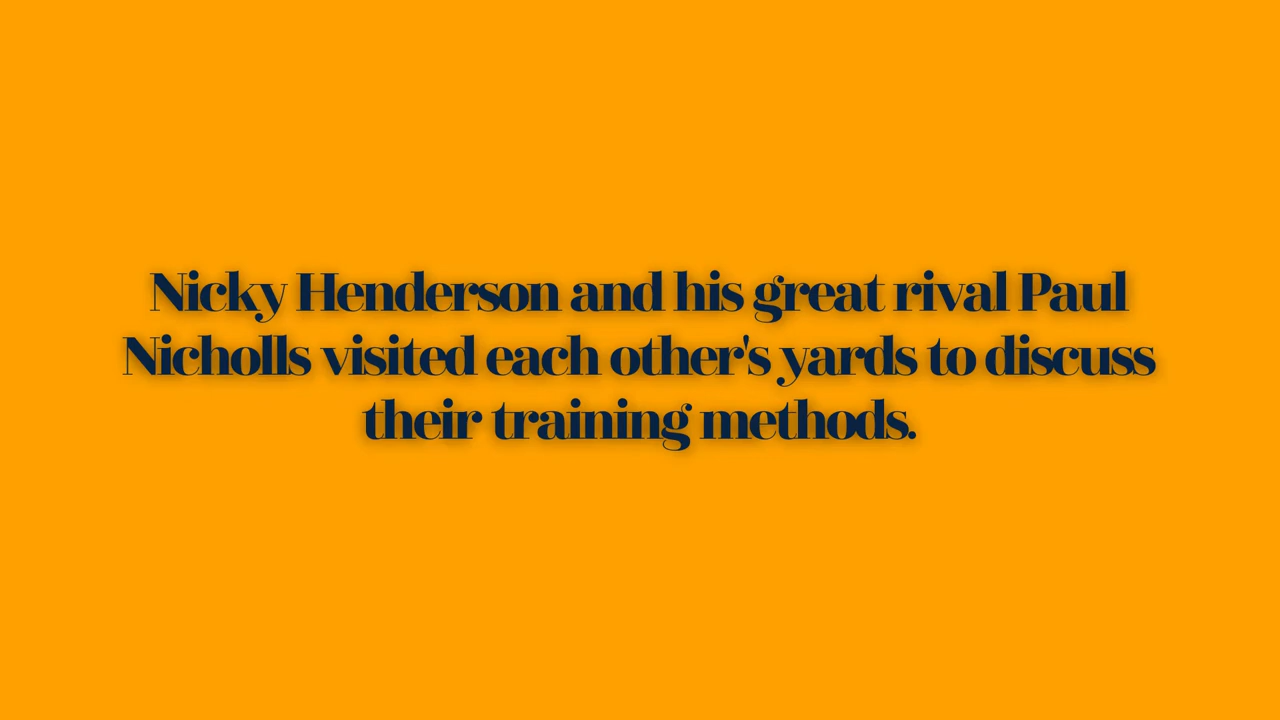 Nicky Henderson and his great rival Paul
Nicholls visited each other's yards to discuss
their training methods.